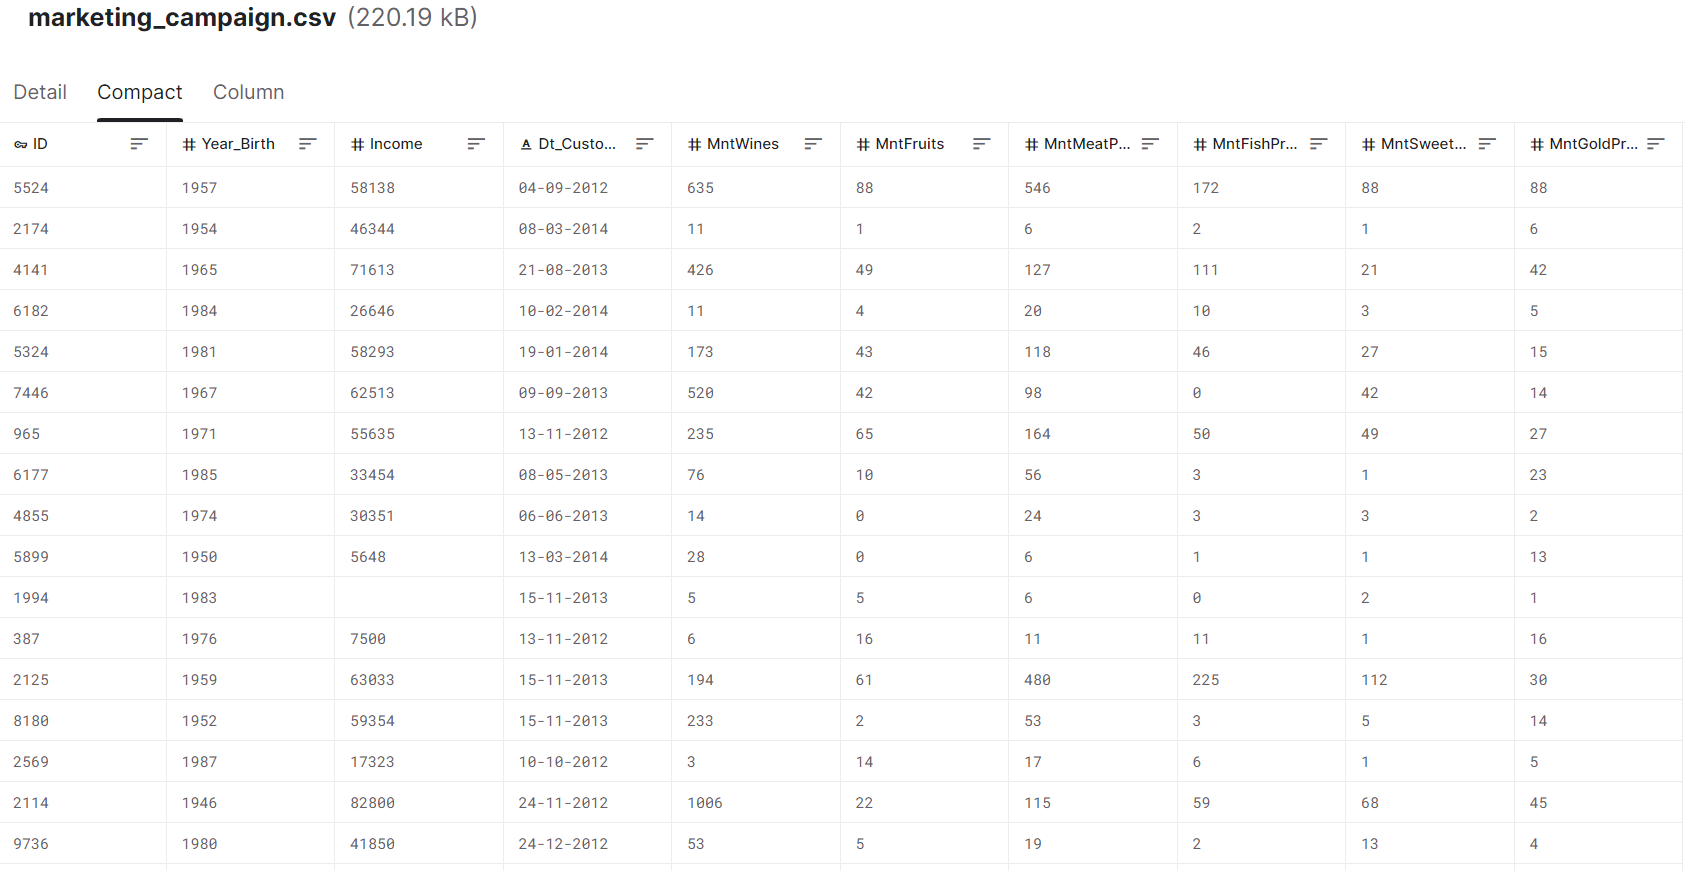 marketing_campaign.csv (220.19 kB)
Detail Compact Column
ID Year_Birth Income Dt_Custo... MntWines MntFruits MntMeatP... MntFishPr... MntSweet... MntGoldPr...
5524 1957 58138 04-09-2012 635 88 546 172 88 88
2174 1954 46344 08-03-2014 11 1 6 2 1 6
4141 1965 71613 21-08-2013 426 49 127 111 21 42
6182 1984 26646 10-02-2014 11 4 20 10 3 5
5324 1981 58293 19-01-2014 173 43 118 46 27 15
7446 1967 62513 09-09-2013 520 42 98 0 42 14
965 1971 55635 13-11-2012 235 65 164 50 49 27
6177 1985 33454 08-05-2013 76 10 56 3 1 23
4855 1974 30351 06-06-2013 14 0 24 3 3 2
5899 1950 5648 13-03-2014 28 0 6 1 1 13
1994 1983 15-11-2013 5 5 6 0 2 1
387 1976 7500 13-11-2012 6 16 11 11 1 16
2125 1959 63033 15-11-2013 194 61 480 225 112 30
8180 1952 59354 15-11-2013 233 2 53 3 5 14
2569 1987 17323 10-10-2012 3 14 17 6 1 5
2114 1946 82800 24-11-2012 1006 22 115 59 68 45
9736 1980 41850 24-12-2012 53 5 19 2 13 4